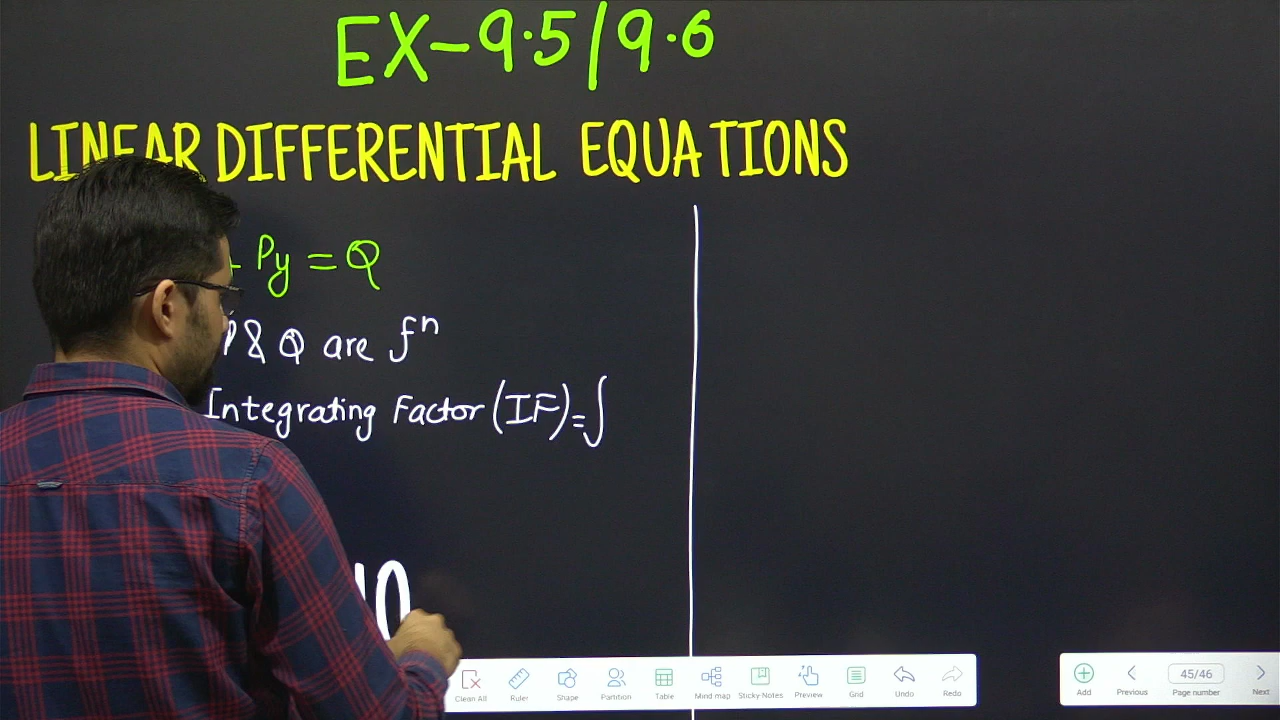 EX-9.5/9.6
LINEAR DIFFERENTIAL EQUATIONS
Py = Q
P & Q are fⁿ
Integrating Factor (IF) = ∫
10
Clean All Ruler Shape Partition Table Mind map Sticky Notes Preview Grid Undo Redo
Add Previous 45/46 Page number Next